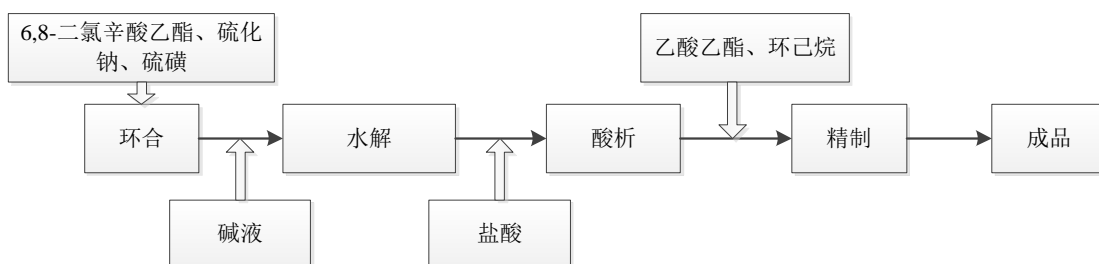 6,8-二氯辛酸乙酯、硫化
钠、硫磺
乙酸乙酯、环己烷
环合
水解
酸析
精制
成品
碱液
盐酸